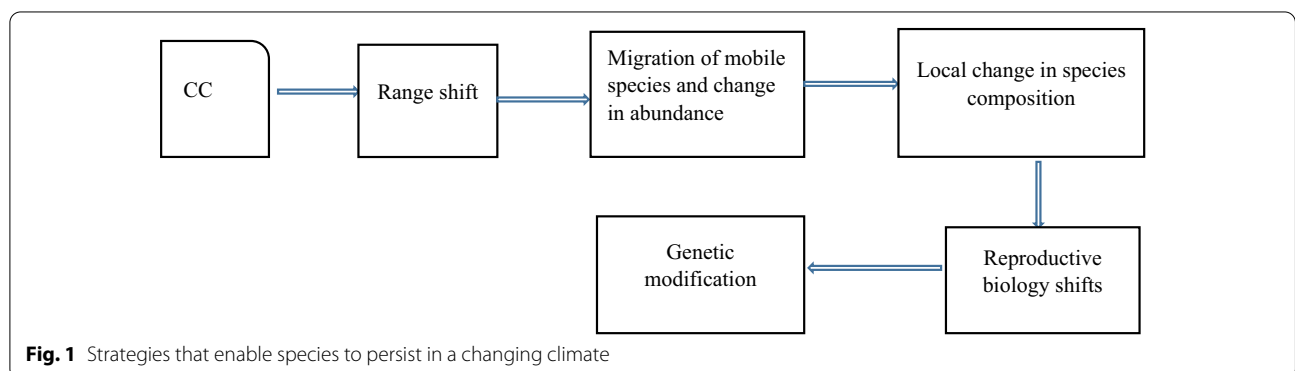 CC
Range shift
Migration of mobile
species and change
in abundance
Local change in species
composition
Reproductive
biology shifts
Genetic
modification
Fig. 1 Strategies that enable species to persist in a changing climate